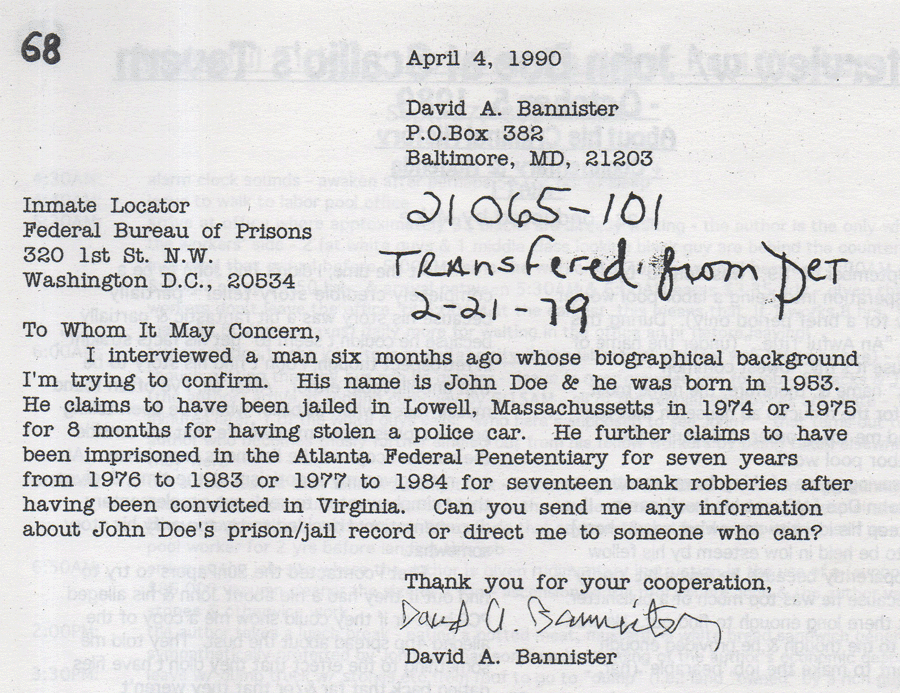 68
April 4, 1990
David A. Bannister
P.O.Box 382
Baltimore, MD, 21203
Inmate Locator
Federal Bureau of Prisons
320 1st St. N.W.
Washington D.C., 20534
21065-101
TRANsfered from Det
2-21-79
To Whom It May Concern,
I interviewed a man six months ago whose biographical background
I'm trying to confirm. His name is John Doe & he was born in 1953.
He claims to have been jailed in Lowell, Massachussetts in 1974 or 1975
for 8 months for having stolen a police car. He further claims to have
been imprisoned in the Atlanta Federal Penetentiary for seven years
from 1976 to 1983 or 1977 to 1984 for seventeen bank robberies after
having been convicted in Virginia. Can you send me any information
about John Doe's prison/jail record or direct me to someone who can?
Thank you for your cooperation,
David A. Bannister
David A. Bannister